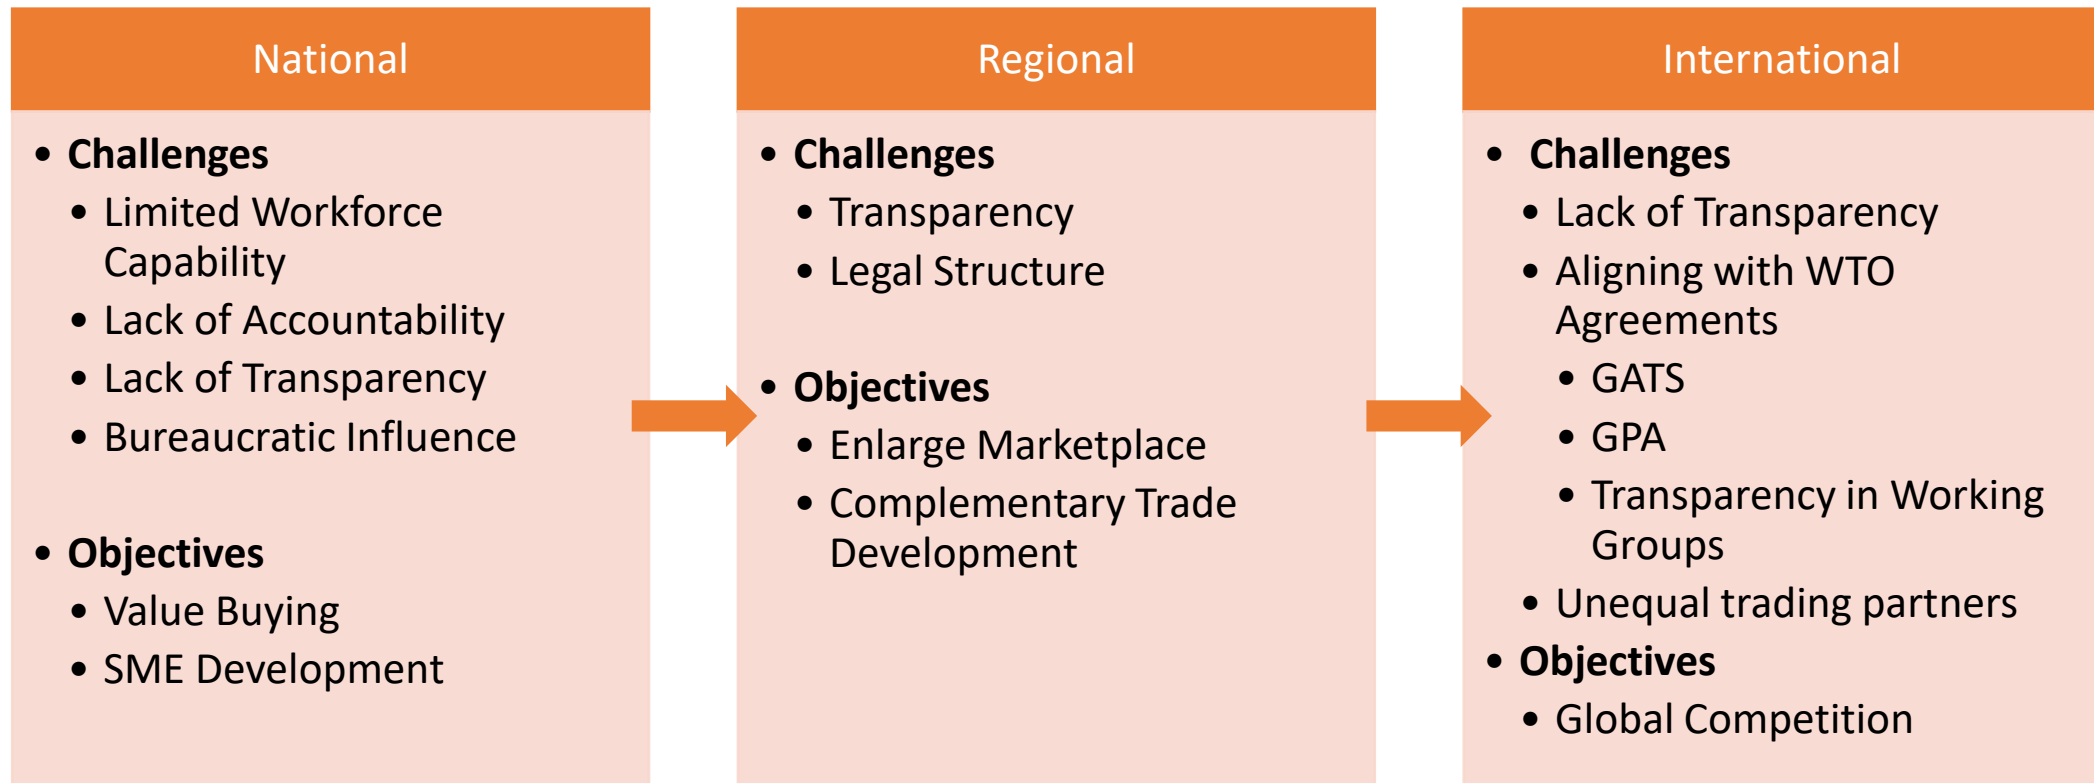 National
• Challenges
• Limited Workforce
Capability
• Lack of Accountability
• Lack of Transparency
• Bureaucratic Influence
• Objectives
• Value Buying
• SME Development
Regional
• Challenges
• Transparency
• Legal Structure
• Objectives
• Enlarge Marketplace
• Complementary Trade
Development
International
• Challenges
• Lack of Transparency
• Aligning with WTO
Agreements
• GATS
• GPA
• Transparency in Working
Groups
• Unequal trading partners
• Objectives
• Global Competition